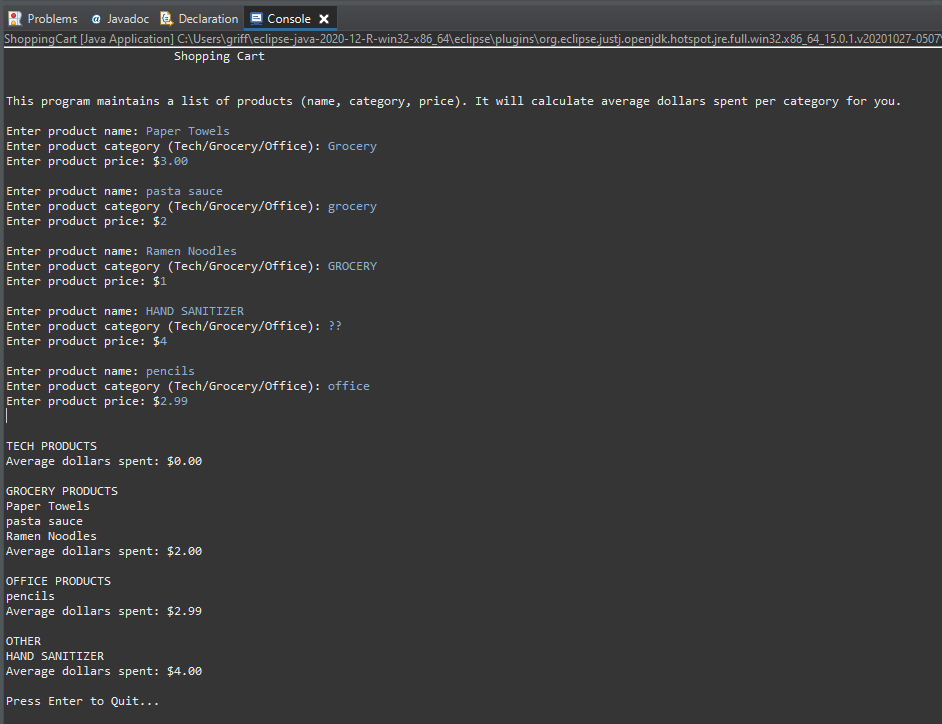 Problems @ Javadoc Declaration Console
ShoppingCart [Java Application] C:\Users\griff\eclipse-java-2020-12-R-win32-x86_64\eclipse\plugins\org.eclipse.justj.openjdk.hotspot.jre.full.win32.x86_64_15.0.1.v20201027-0507\
Shopping Cart
This program maintains a list of products (name, category, price). It will calculate average dollars spent per category for you.
Enter product name: Paper Towels
Enter product category (Tech/Grocery/Office): Grocery
Enter product price: $3.00
Enter product name: pasta sauce
Enter product category (Tech/Grocery/Office): grocery
Enter product price: $2
Enter product name: Ramen Noodles
Enter product category (Tech/Grocery/Office): GROCERY
Enter product price: $1
Enter product name: HAND SANITIZER
Enter product category (Tech/Grocery/Office): ??
Enter product price: $4
Enter product name: pencils
Enter product category (Tech/Grocery/Office): office
Enter product price: $2.99
TECH PRODUCTS
Average dollars spent: $0.00
GROCERY PRODUCTS
Paper Towels
pasta sauce
Ramen Noodles
Average dollars spent: $2.00
OFFICE PRODUCTS
pencils
Average dollars spent: $2.99
OTHER
HAND SANITIZER
Average dollars spent: $4.00
Press Enter to Quit...